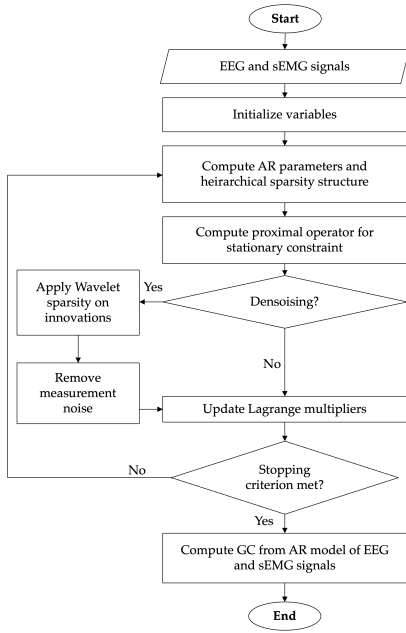 Start
EEG and sEMG signals
Initialize variables
Compute AR parameters and
heirarchical sparsity structure
Compute proximal operator for
stationary constraint
Densoising?
Yes
Apply Wavelet
sparsity on
innovations
Remove
measurement
noise
No
Update Lagrange multipliers
Stopping
criterion met?
No
Yes
Compute GC from AR model of EEG
and sEMG signals
End